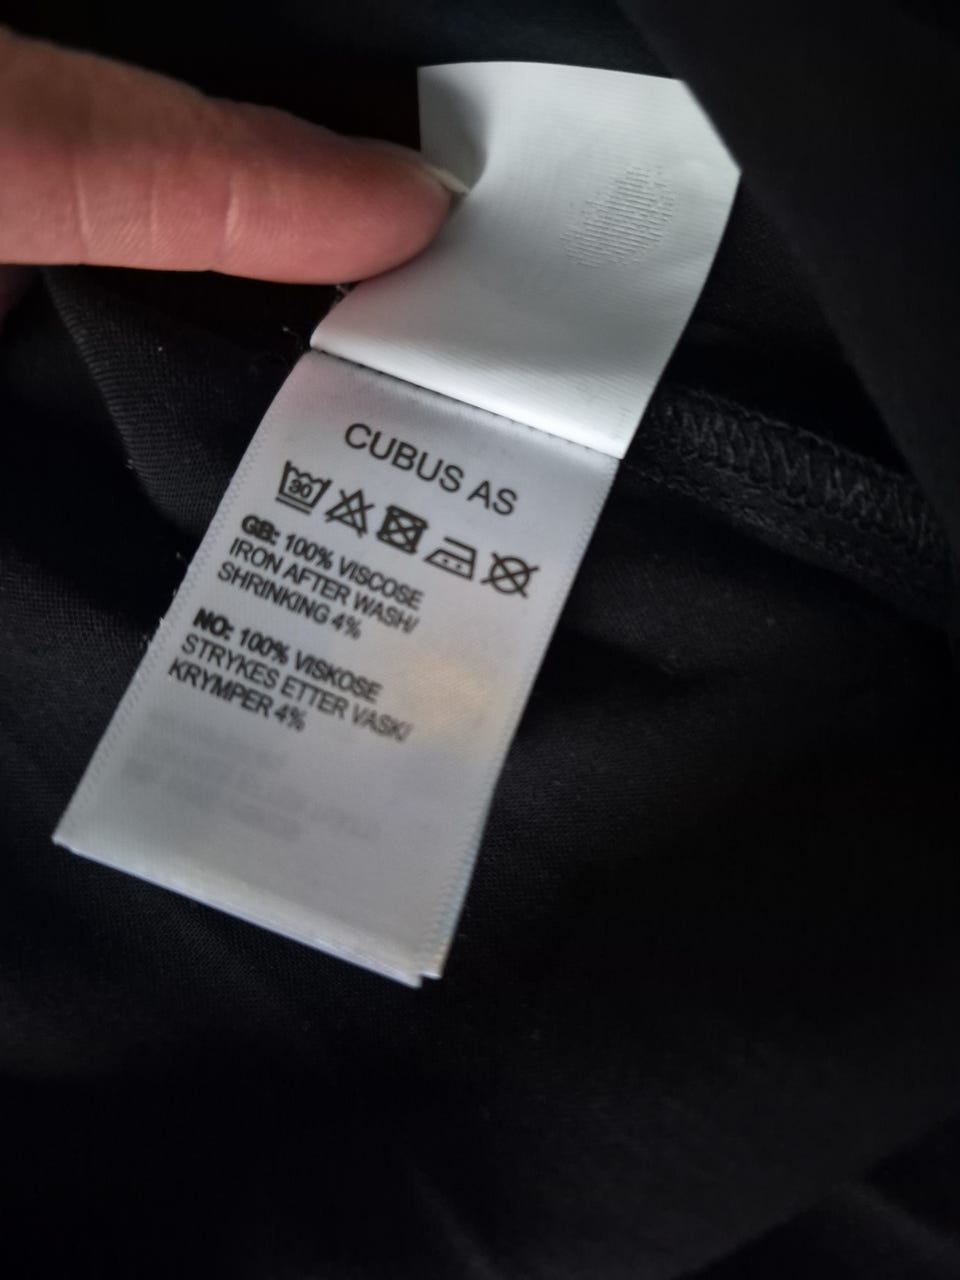 CUBUS AS
30
GB: 100% VISCOSE
IRON AFTER WASH/
SHRINKING 4%
NO: 100% VISKOSE
STRYKES ETTER VASK/
KRYMPER 4%